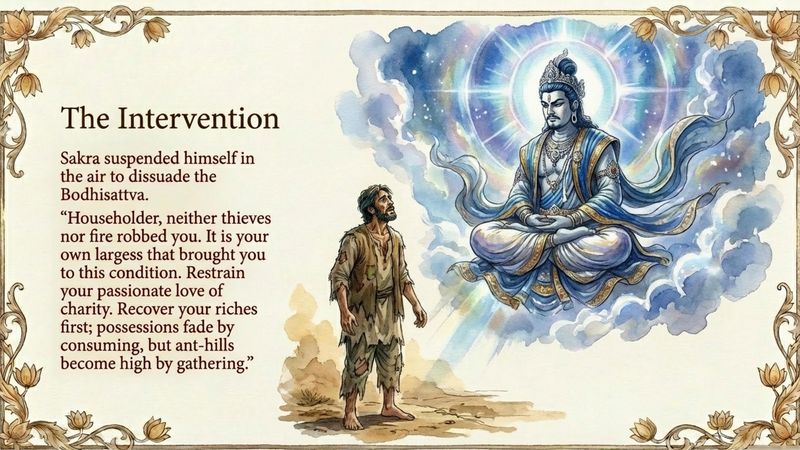 The Intervention
Sakra suspended himself in
the air to dissuade the
Bodhisattva.
“Householder, neither thieves
nor fire robbed you. It is your
own largess that brought you
to this condition. Restrain
your passionate love of
charity. Recover your riches
first; possessions fade by
consuming, but ant-hills
become high by gathering.”